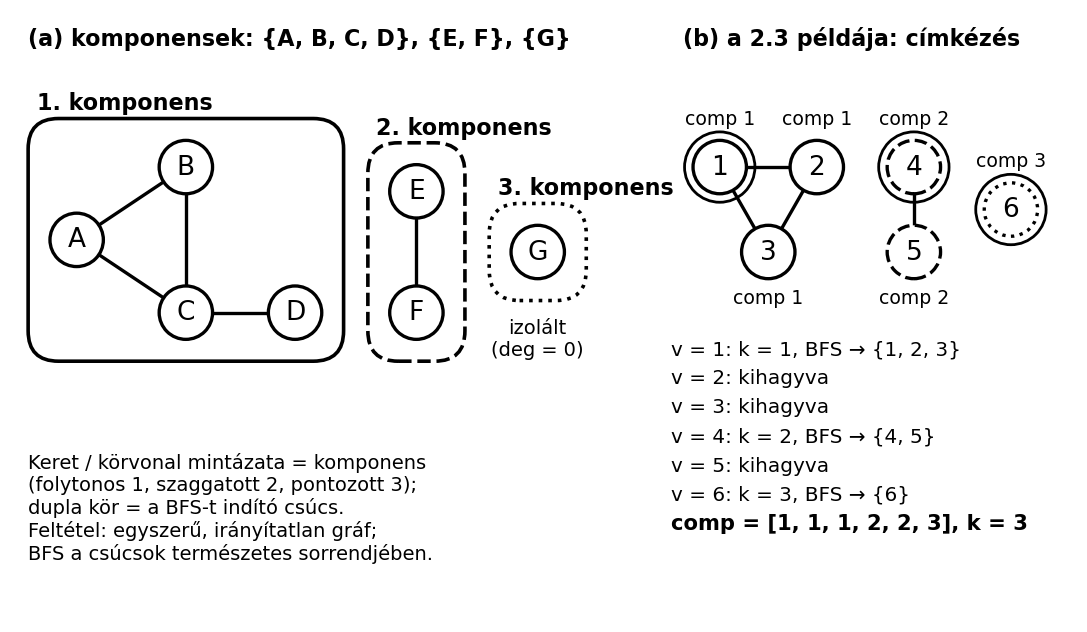 (a) komponensek: {A, B, C, D}, {E, F}, {G}
1. komponens
2. komponens
3. komponens
B
A
C
D
E
F
G
izolált
(deg = 0)
Keret / körvonal mintázata = komponens
(folytonos 1, szaggatott 2, pontozott 3);
dupla kör = a BFS-t indító csúcs.
Feltétel: egyszerű, irányítatlan gráf;
BFS a csúcsok természetes sorrendjében.
(b) a 2.3 példája: címkézés
comp 1
comp 1
comp 2
comp 3
1
2
4
6
3
5
comp 1
comp 2
v = 1: k = 1, BFS → {1, 2, 3}
v = 2: kihagyva
v = 3: kihagyva
v = 4: k = 2, BFS → {4, 5}
v = 5: kihagyva
v = 6: k = 3, BFS → {6}
comp = [1, 1, 1, 2, 2, 3], k = 3